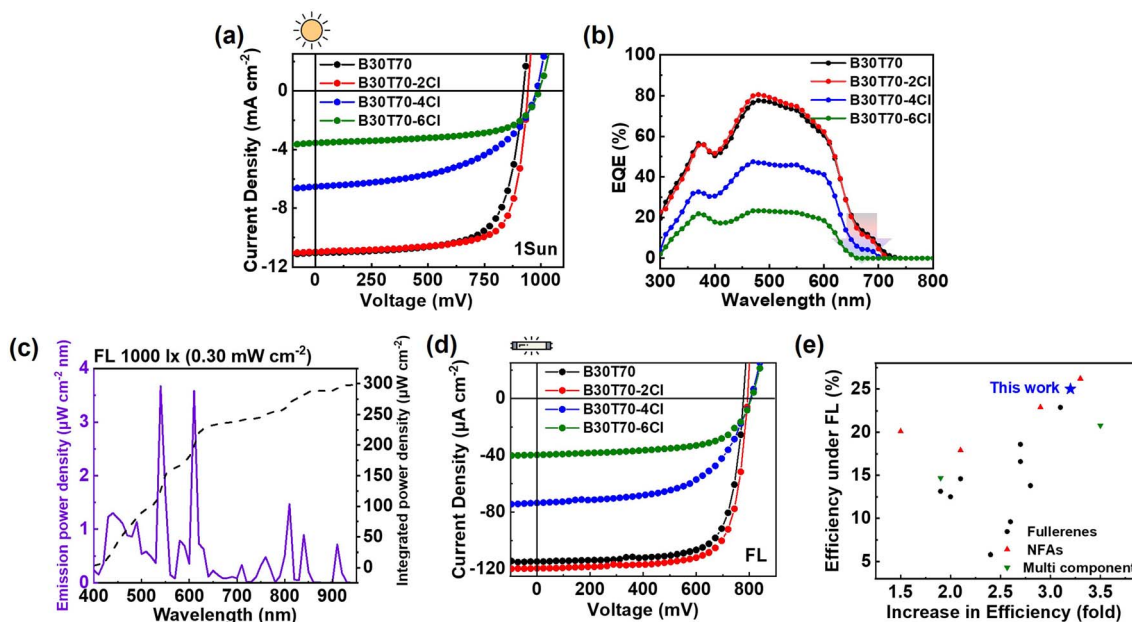 (a)
B30T70
B30T70-2Cl
B30T70-4Cl
B30T70-6Cl
1Sun
Current Density (mA cm⁻²)
0
-4
-8
-12
0 250 500 750 1000
Voltage (mV)
(b)
B30T70
B30T70-2Cl
B30T70-4Cl
B30T70-6Cl
EQE (%)
100
80
60
40
20
0
300 400 500 600 700 800
Wavelength (nm)
(c)
FL 1000 lx (0.30 mW cm⁻²)
Emission power density (µW cm⁻² nm)
4
3
2
1
0
Integrated power density (µW cm⁻²)
300
250
200
150
100
50
0
400 500 600 700 800 900
Wavelength (nm)
(d)
B30T70
B30T70-2Cl
B30T70-4Cl
B30T70-6Cl
FL
Current Density (µA cm⁻²)
0
-40
-80
-120
0 200 400 600 800
Voltage (mV)
(e)
This work
Fullerenes
NFAs
Multi component
Efficiency under FL (%)
25
20
15
10
5
1.5 2.0 2.5 3.0 3.5
Increase in Efficiency (fold)